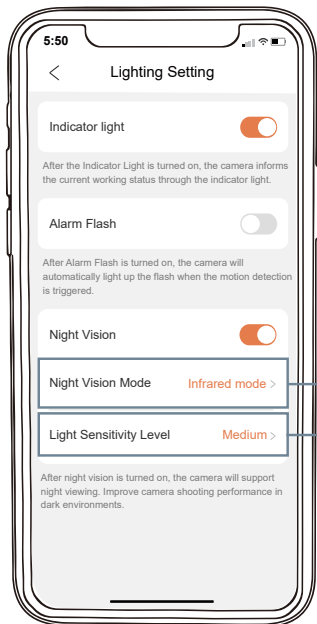 5:50
Lighting Setting
Indicator light
After the Indicator Light is turned on, the camera informs
the current working status through the indicator light.
Alarm Flash
After Alarm Flash is turned on, the camera will
automatically light up the flash when the motion detection
is triggered.
Night Vision
Night Vision Mode Infrared mode >
Light Sensitivity Level Medium >
After night vision is turned on, the camera will support
night viewing. Improve camera shooting performance in
dark environments.